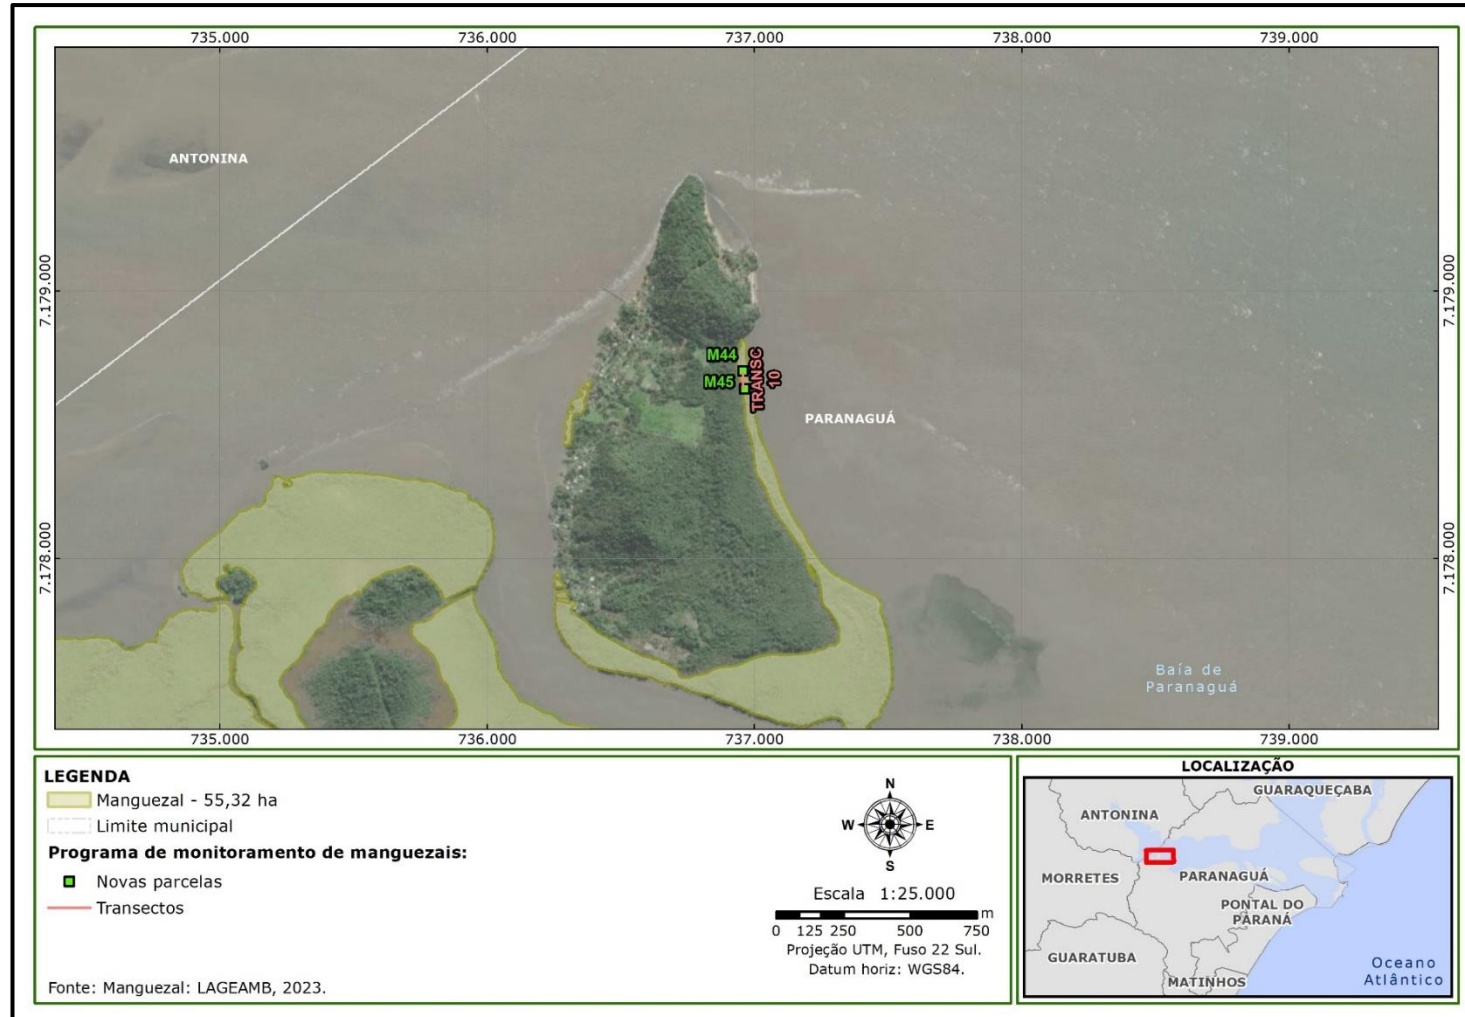 735.000
736.000
737.000
738.000
739.000
7.179.000
7.179.000
ANTONINA
M44
M45
TRANSC
10
PARANAGUÁ
7.178.000
7.178.000
Baía de
Paranaguá
735.000
736.000
737.000
738.000
739.000
LEGENDA
Manguezal - 55,32 ha
Limite municipal
Programa de monitoramento de manguezais:
Novas parcelas
Transectos
Fonte: Manguezal: LAGEAMB, 2023.
N
W
E
S
Escala 1:25.000
m
0 125 250 500 750
Projeção UTM, Fuso 22 Sul.
Datum horiz: WGS84.
LOCALIZAÇÃO
GUARAQUEÇABA
ANTONINA
MORRETES
PARANAGUÁ
PONTAL DO
PARANÁ
GUARATUBA
MATINHOS
Oceano
Atlântico